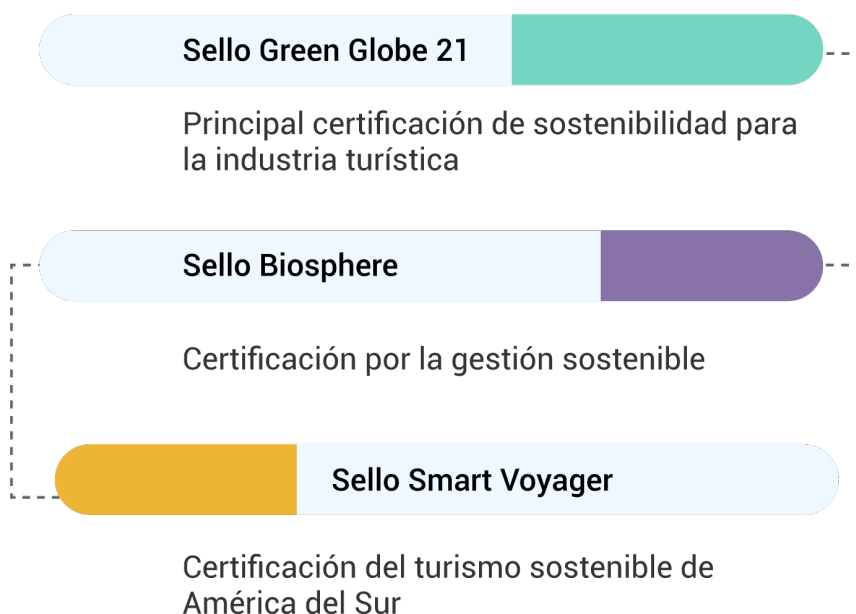 Sello Green Globe 21
Principal certificación de sostenibilidad para
la industria turística
Sello Biosphere
Certificación por la gestión sostenible
Sello Smart Voyager
Certificación del turismo sostenible de
América del Sur